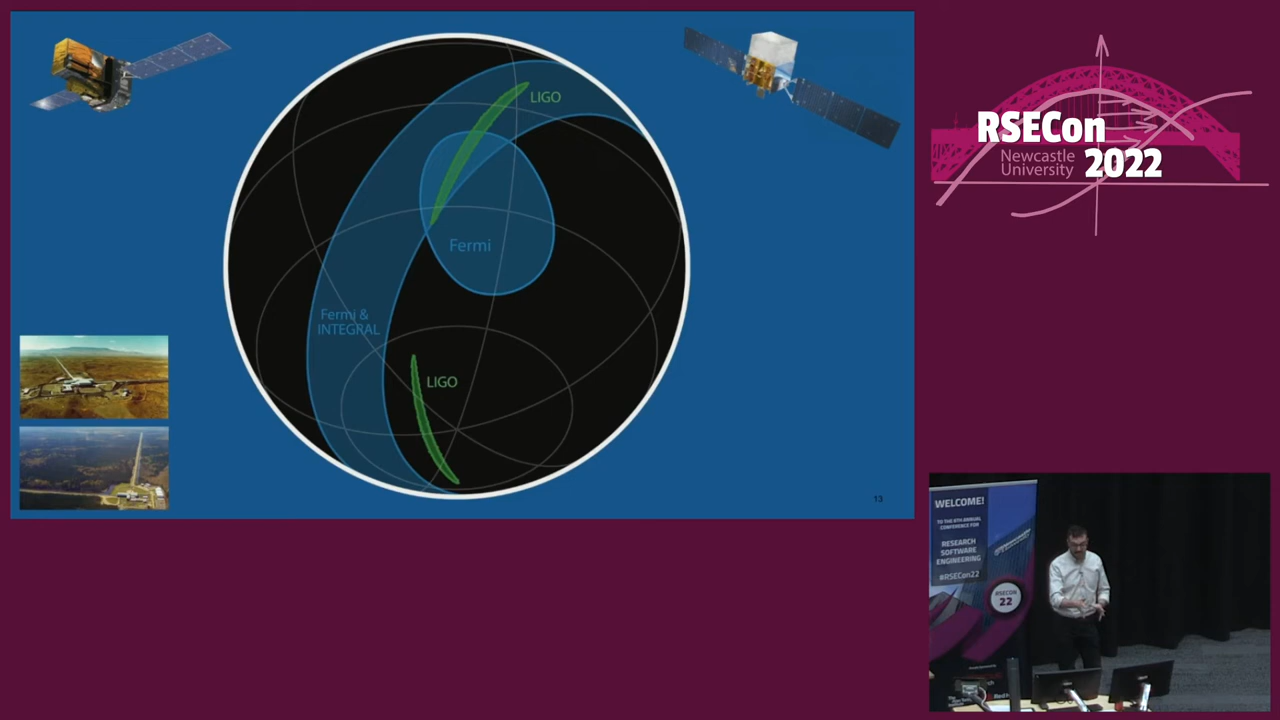 LIGO
Fermi
Fermi &
INTEGRAL
LIGO
13
RSECon
Newcastle
University
2022
WELCOME!
TO THE 6TH ANNUAL
CONFERENCE FOR
RESEARCH
SOFTWARE
ENGINEERING
#RSECon22
RSECON
22